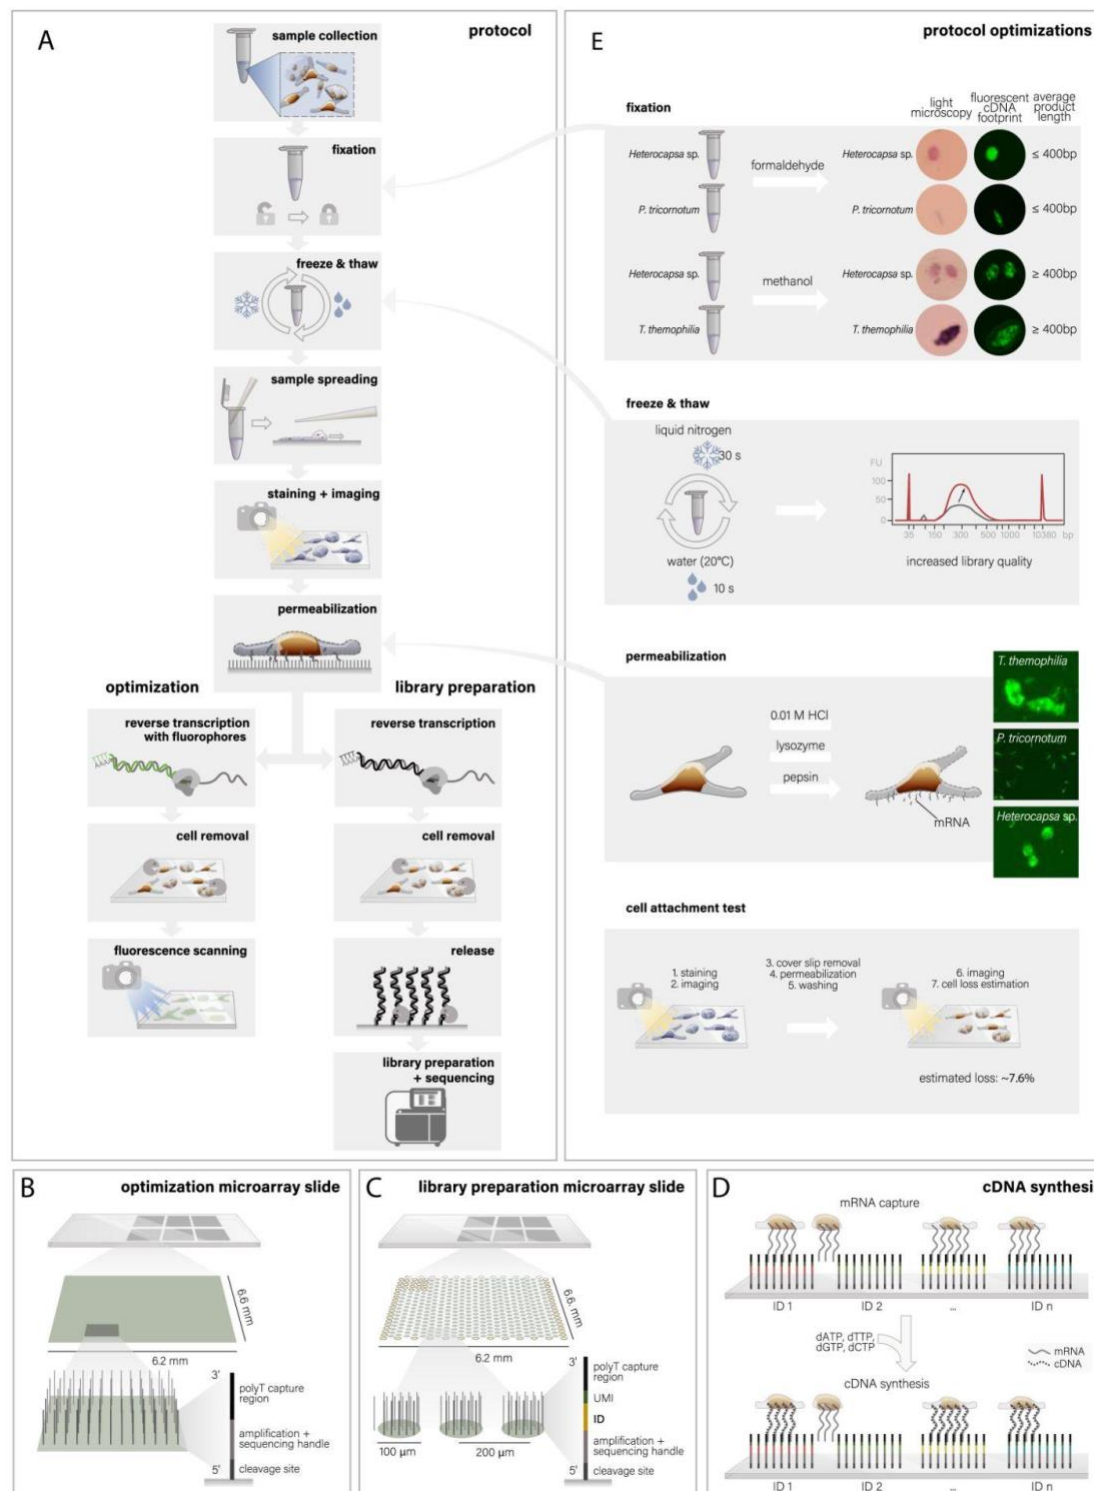 A
protocol
sample collection
fixation
freeze & thaw
sample spreading
staining + imaging
permeabilization
optimization
library preparation
reverse transcription
with fluorophores
reverse transcription
cell removal
cell removal
fluorescence scanning
release
library preparation
+ sequencing
E
protocol optimizations
fixation
light
microscopy
fluorescent
cDNA
footprint
average
product
length
Heterocapsa sp.
formaldehyde
Heterocapsa sp.
≤ 400bp
P. tricornotum
P. tricornotum
≤ 400bp
Heterocapsa sp.
methanol
Heterocapsa sp.
≥ 400bp
T. themophilia
T. themophilia
≥ 400bp
freeze & thaw
liquid nitrogen
30 s
water (20°C)
10 s
FU
100
50
0
35 150 300 500 1000 10380 bp
increased library quality
permeabilization
0.01 M HCl
lysozyme
pepsin
mRNA
T. themophilia
P. tricornotum
Heterocapsa sp.
cell attachment test
1. staining
2. imaging
3. cover slip removal
4. permeabilization
5. washing
6. imaging
7. cell loss estimation
estimated loss: ~7.6%
B
optimization microarray slide
6.6 mm
6.2 mm
3'
polyT capture
region
amplification +
sequencing handle
5'
cleavage site
C
library preparation microarray slide
6.6. mm
6.2 mm
3'
polyT capture
region
UMI
ID
amplification +
sequencing handle
5'
cleavage site
100 µm
200 µm
D
cDNA synthesi
mRNA capture
ID 1 ID 2 ... ID n
dATP, dTTP,
dGTP, dCTP
mRNA
cDNA
cDNA synthesis
ID 1 ID 2 ... ID n